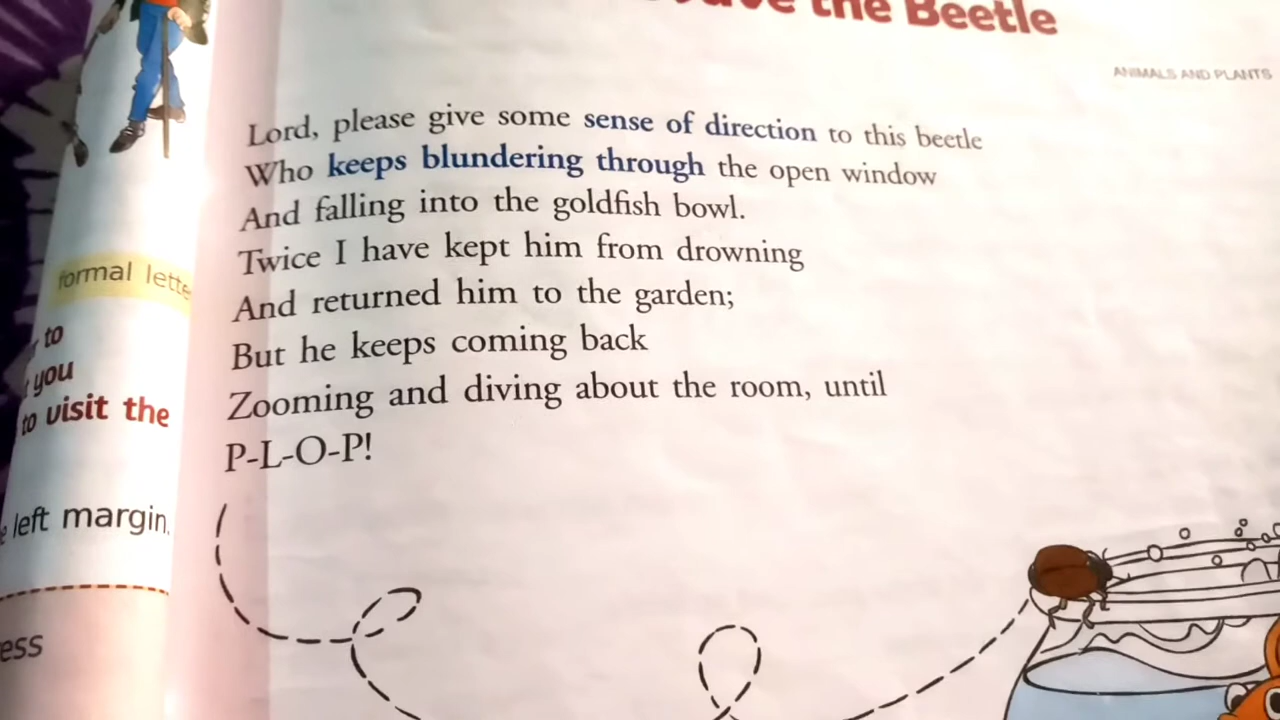 the Beetle
ANIMALS AND PLANTS
Lord, please give some sense of direction to this beetle
Who keeps blundering through the open window
And falling into the goldfish bowl.
Twice I have kept him from drowning
And returned him to the garden;
But he keeps coming back
Zooming and diving about the room, until
P-L-O-P!
formal
to
you
to visit the
left margin.